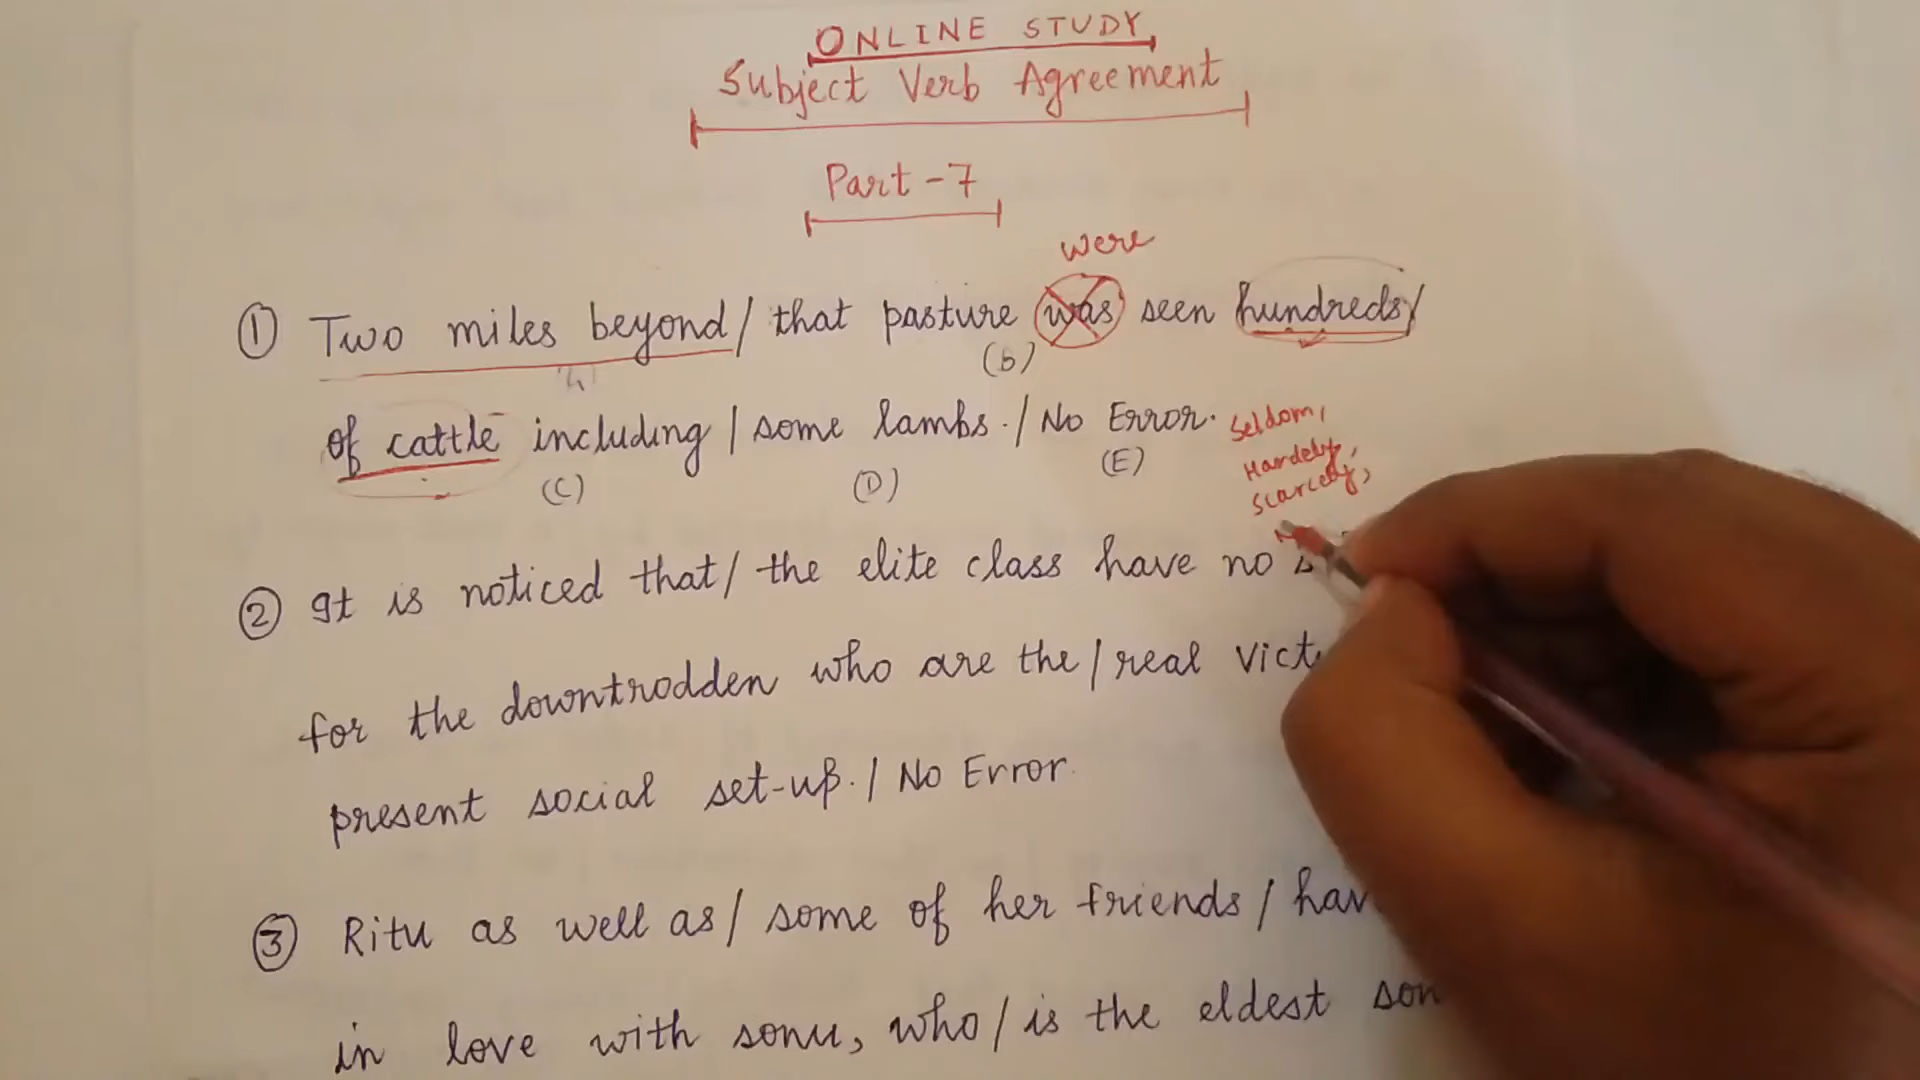 ONLINE STUDY
Subject Verb Agreement
Part-7
were
① Two miles beyond/ that pasture was seen hundreds/
(B)
of cattle including / some lambs. / No Error.
(C) (D) (E)
Seldom,
Hardely,
Scarcely,
② It is noticed that/ the elite class have no
for the downtrodden who are the/ real
present social set-up. / No Error.
③ Ritu as well as/ some of her friends/
in love with sonu, who/ is the eldest son